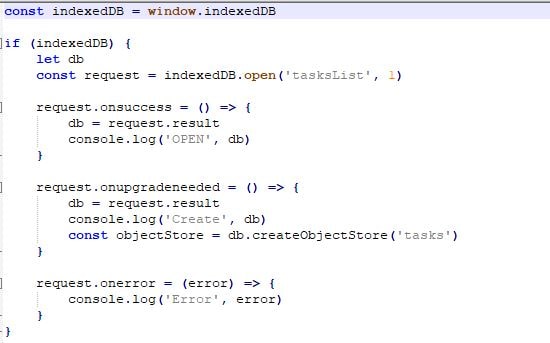 const indexedDB = window.indexedDB
if (indexedDB) {
let db
const request = indexedDB.open('tasksList', 1)
request.onsuccess = () => {
db = request.result
console.log('OPEN', db)
}
request.onupgradeneeded = () => {
db = request.result
console.log('Create', db)
const objectStore = db.createObjectStore('tasks')
}
request.onerror = (error) => {
console.log('Error', error)
}
}